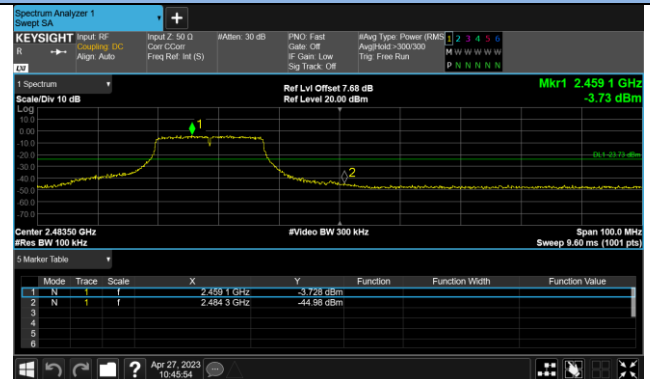 Spectrum Analyzer 1
Swept SA
+
KEYSIGHT Input: RF Input Z: 50 Ω #Atten: 30 dB PNO: Fast #Avg Type: Power (RMS 1 2 3 4 5 6
R Coupling: DC Corr CCorr Gate: Off Avg|Hold:>300/300 M W W W W W
Align: Auto Freq Ref: Int (S) IF Gain: Low Trig: Free Run
LXI Sig Track: Off P N N N N N
1 Spectrum Ref Lvl Offset 7.68 dB Mkr1 2.459 1 GHz
Scale/Div 10 dB Ref Level 20.00 dBm -3.73 dBm
Log
10.0
0.00
-10.0
-20.0
-30.0
-40.0
-50.0
-60.0
-70.0
1
DL1 -23.73 dBm
2
Center 2.48350 GHz #Video BW 300 kHz Span 100.0 MHz
#Res BW 100 kHz Sweep 9.60 ms (1001 pts)
5 Marker Table
Mode Trace Scale X Y Function Function Width Function Value
1 N 1 f 2.459 1 GHz -3.728 dBm
2 N 1 f 2.484 3 GHz -44.98 dBm
3
4
5
6
? Apr 27, 2023
10:45:54